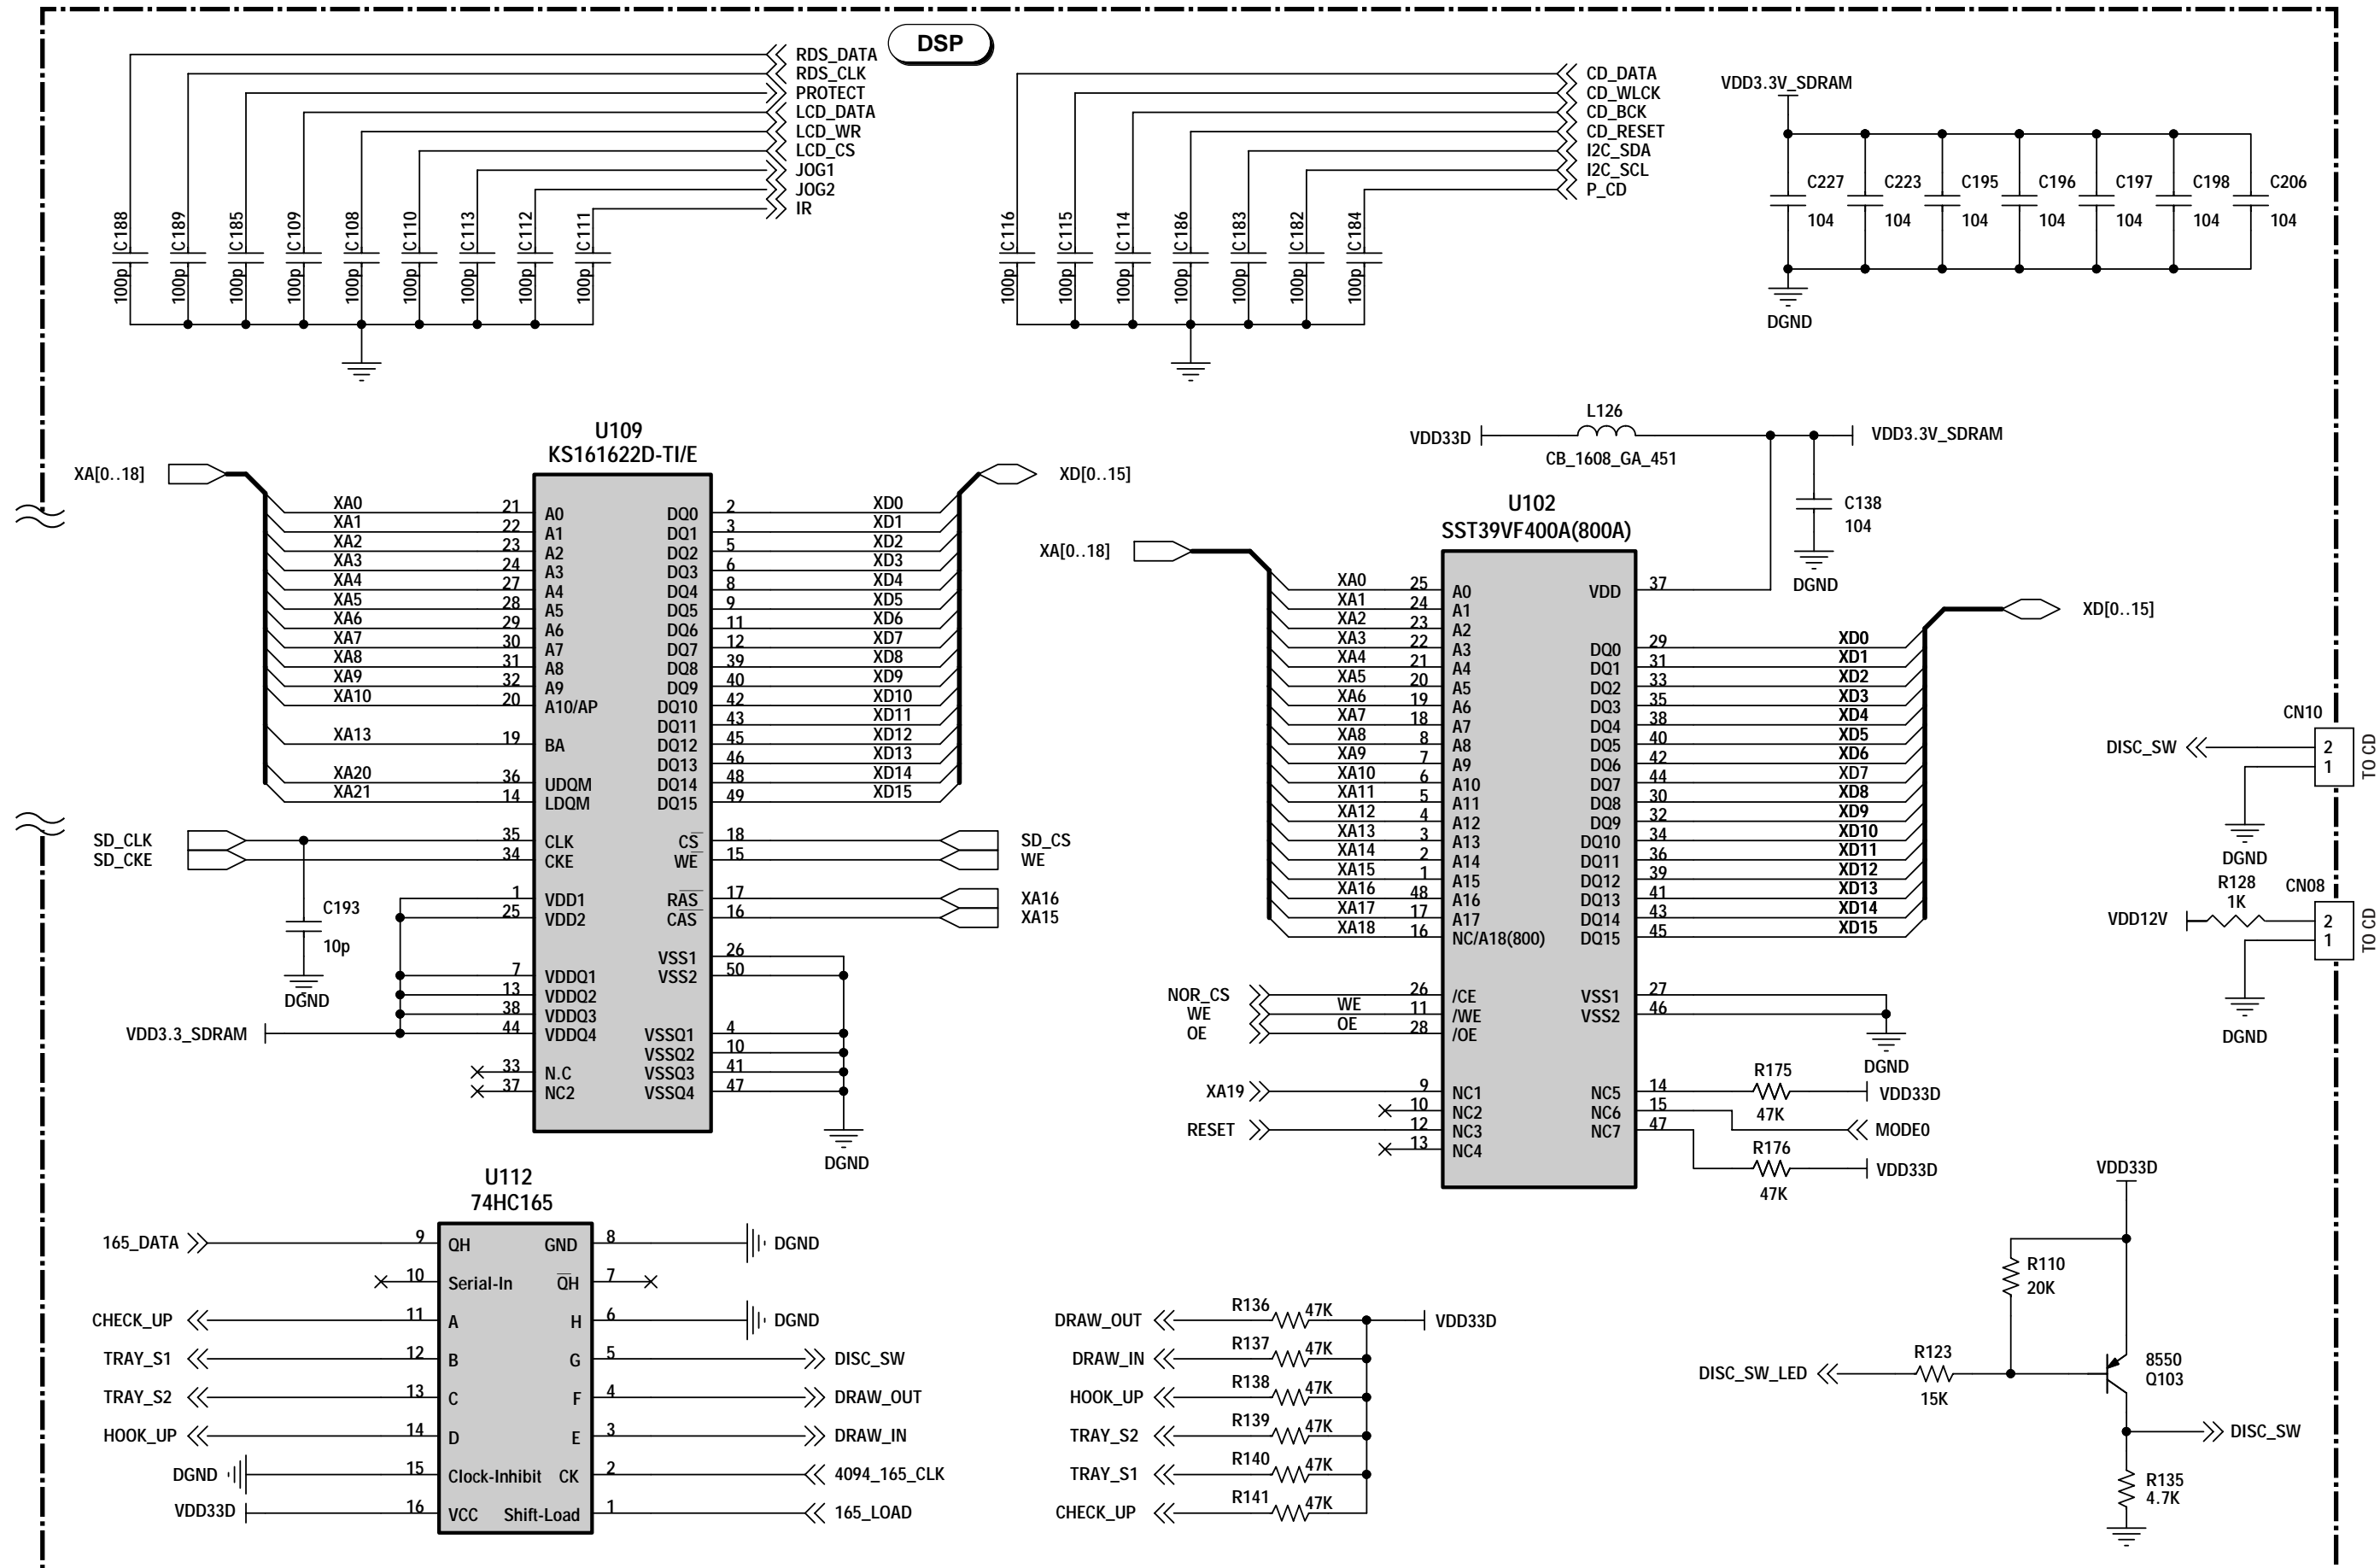 DSP
RDS_DATA
RDS_CLK
PROTECT
LCD_DATA
LCD_WR
LCD_CS
JOG1
JOG2
IR
C188 100p
C189 100p
C185 100p
C109 100p
C108 100p
C110 100p
C113 100p
C112 100p
C111 100p
CD_DATA
CD_WLCK
CD_BCK
CD_RESET
I2C_SDA
I2C_SCL
P_CD
C116 100p
C115 100p
C114 100p
C186 100p
C183 100p
C182 100p
C184 100p
VDD3.3V_SDRAM
C227 C223 C195 C196 C197 C198 C206
104 104 104 104 104 104 104
DGND
U109
KS161622D-TI/E
XA[0..18]
XD[0..15]
XA0 21 A0 DQ0 2 XD0
XA1 22 A1 DQ1 3 XD1
XA2 23 A2 DQ2 5 XD2
XA3 24 A3 DQ3 6 XD3
XA4 27 A4 DQ4 8 XD4
XA5 28 A5 DQ5 9 XD5
XA6 29 A6 DQ6 11 XD6
XA7 30 A7 DQ7 12 XD7
XA8 31 A8 DQ8 39 XD8
XA9 32 A9 DQ9 40 XD9
XA10 20 A10/AP DQ10 42 XD10
DQ11 43 XD11
XA13 19 BA DQ12 45 XD12
DQ13 46 XD13
XA20 36 UDQM DQ14 48 XD14
XA21 14 LDQM DQ15 49 XD15
SD_CLK 35 CLK CS 18 SD_CS
SD_CKE 34 CKE WE 15 WE
1 VDD1 RAS 17 XA16
25 VDD2 CAS 16 XA15
C193
10p
DGND
VSS1 26
7 VDDQ1 VSS2 50
13 VDDQ2
38 VDDQ3
VDD3.3_SDRAM 44 VDDQ4 VSSQ1 4
VSSQ2 10
33 N.C VSSQ3 41
37 NC2 VSSQ4 47
DGND
VDD33D
L126
CB_1608_GA_451
VDD3.3V_SDRAM
C138
104
DGND
U102
SST39VF400A(800A)
XA[0..18]
XD[0..15]
XA0 25 A0 VDD 37
XA1 24 A1
XA2 23 A2
XA3 22 A3 DQ0 29 XD0
XA4 21 A4 DQ1 31 XD1
XA5 20 A5 DQ2 33 XD2
XA6 19 A6 DQ3 35 XD3
XA7 18 A7 DQ4 38 XD4
XA8 8 A8 DQ5 40 XD5
XA9 7 A9 DQ6 42 XD6
XA10 6 A10 DQ7 44 XD7
XA11 5 A11 DQ8 30 XD8
XA12 4 A12 DQ9 32 XD9
XA13 3 A13 DQ10 34 XD10
XA14 2 A14 DQ11 36 XD11
XA15 1 A15 DQ12 39 XD12
XA16 48 A16 DQ13 41 XD13
XA17 17 A17 DQ14 43 XD14
XA18 16 NC/A18(800) DQ15 45 XD15
NOR_CS 26 /CE VSS1 27
WE WE 11 /WE VSS2 46
OE OE 28 /OE
DGND
XA19 9 NC1 NC5 14 R175 47K VDD33D
10 NC2 NC6 15 MODE0
RESET 12 NC3 NC7 47 R176 47K VDD33D
13 NC4
CN10
DISC_SW 2
1
TO CD
DGND
R128
1K
CN08
VDD12V 2
1
TO CD
DGND
U112
74HC165
165_DATA 9 QH GND 8 DGND
10 Serial-In QH 7
CHECK_UP 11 A H 6 DGND
TRAY_S1 12 B G 5 DISC_SW
TRAY_S2 13 C F 4 DRAW_OUT
HOOK_UP 14 D E 3 DRAW_IN
DGND 15 Clock-Inhibit CK 2 4094_165_CLK
VDD33D 16 VCC Shift-Load 1 165_LOAD
DRAW_OUT R136 47K VDD33D
DRAW_IN R137 47K
HOOK_UP R138 47K
TRAY_S2 R139 47K
TRAY_S1 R140 47K
CHECK_UP R141 47K
VDD33D
R110
20K
DISC_SW_LED
R123
15K
8550
Q103
DISC_SW
R135
4.7K